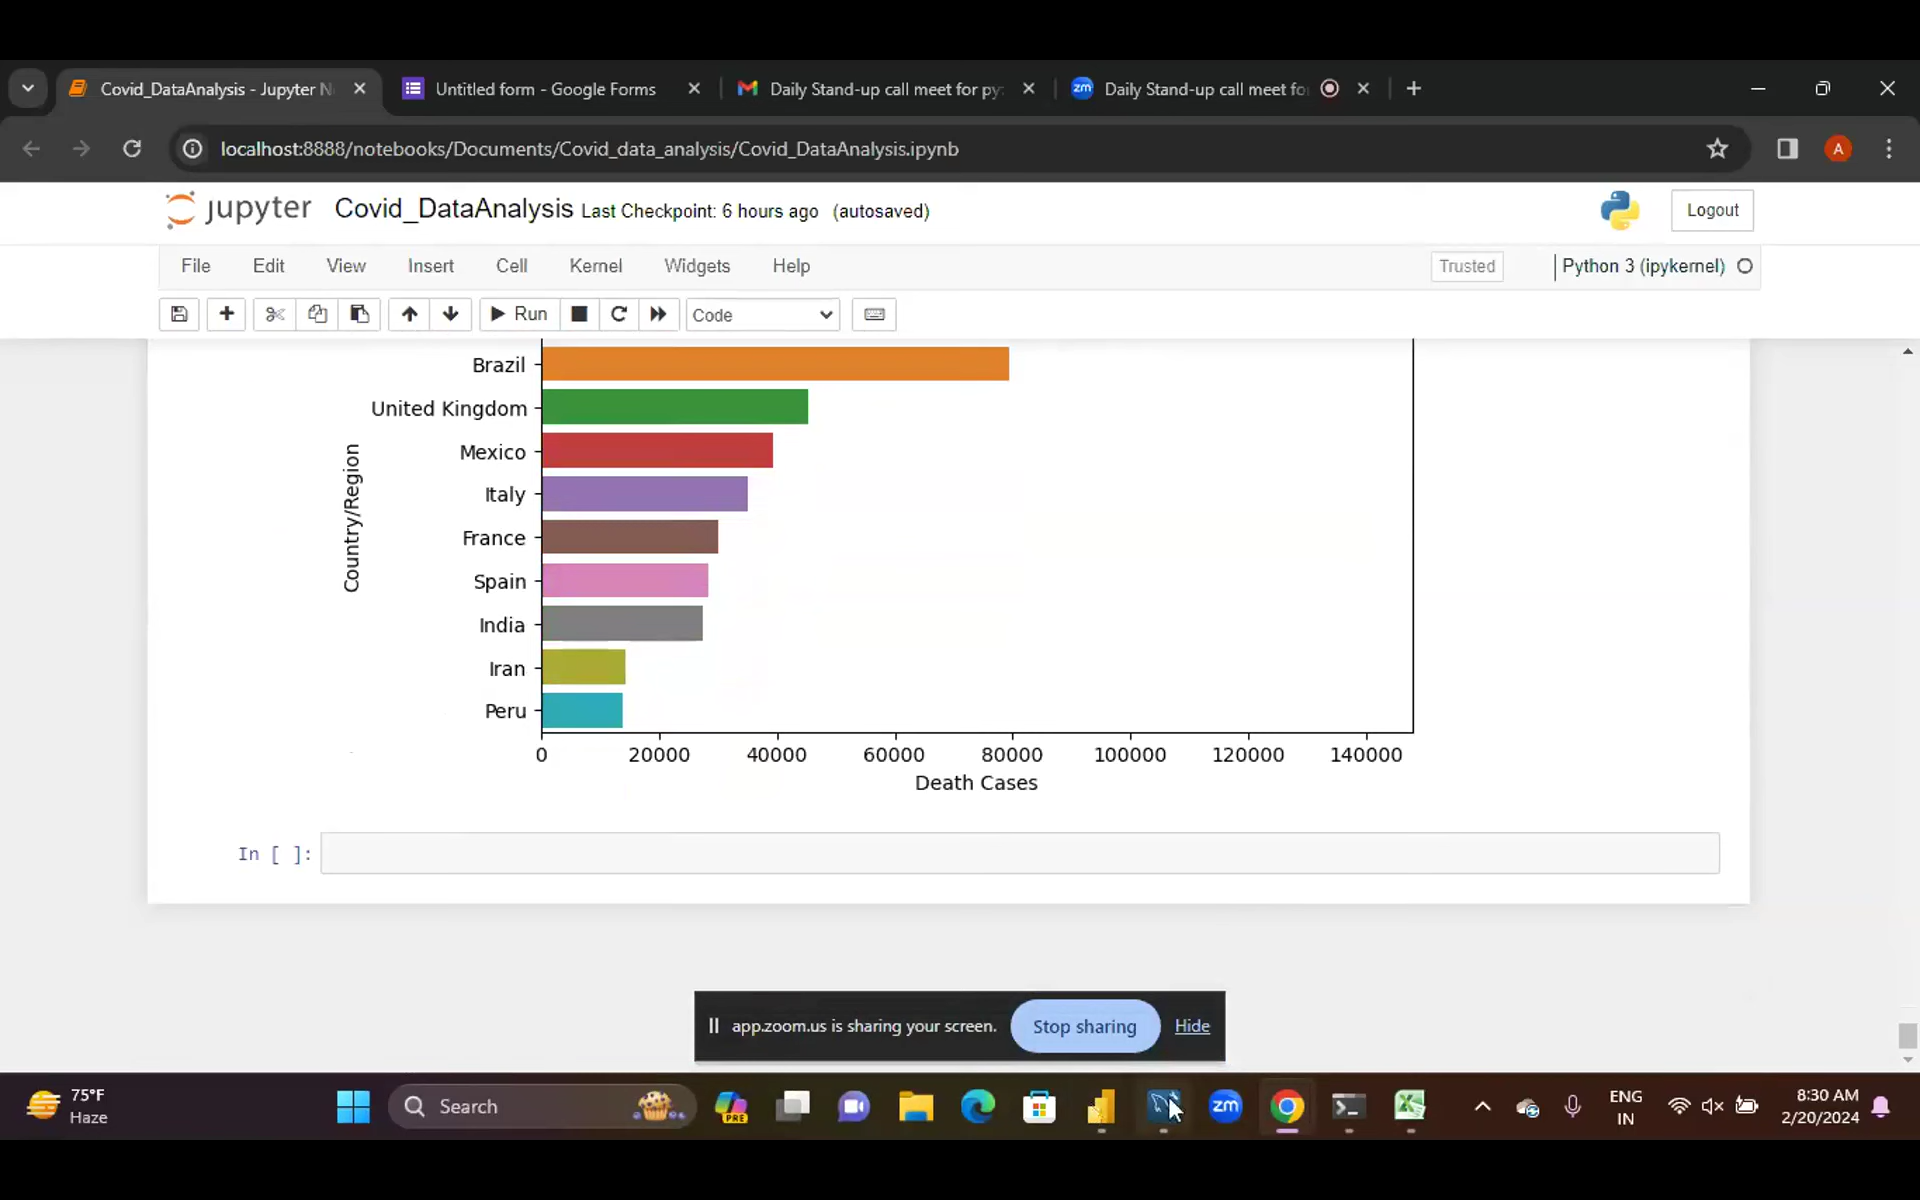 Covid_DataAnalysis - Jupyter N
Untitled form - Google Forms
Daily Stand-up call meet for py
zm
Daily Stand-up call meet fo
localhost:8888/notebooks/Documents/Covid_data_analysis/Covid_DataAnalysis.ipynb
A
jupyter
Covid_DataAnalysis Last Checkpoint: 6 hours ago (autosaved)
Logout
File Edit View Insert Cell Kernel Widgets Help
Trusted
Python 3 (ipykernel)
Run
Code
Country/Region
Brazil
United Kingdom
Mexico
Italy
France
Spain
India
Iran
Peru
0 20000 40000 60000 80000 100000 120000 140000
Death Cases
In [ ]:
app.zoom.us is sharing your screen.
Stop sharing
Hide
75°F
Haze
Search
PRE
zm
ENG
IN
8:30 AM
2/20/2024